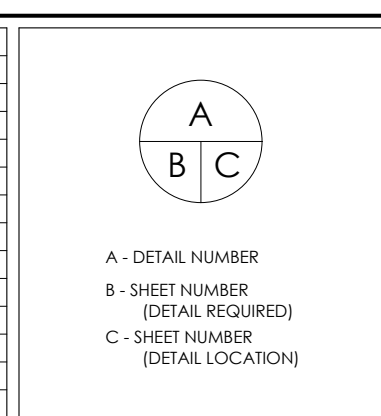 A
B C
A - DETAIL NUMBER
B - SHEET NUMBER
(DETAIL REQUIRED)
C - SHEET NUMBER
(DETAIL LOCATION)